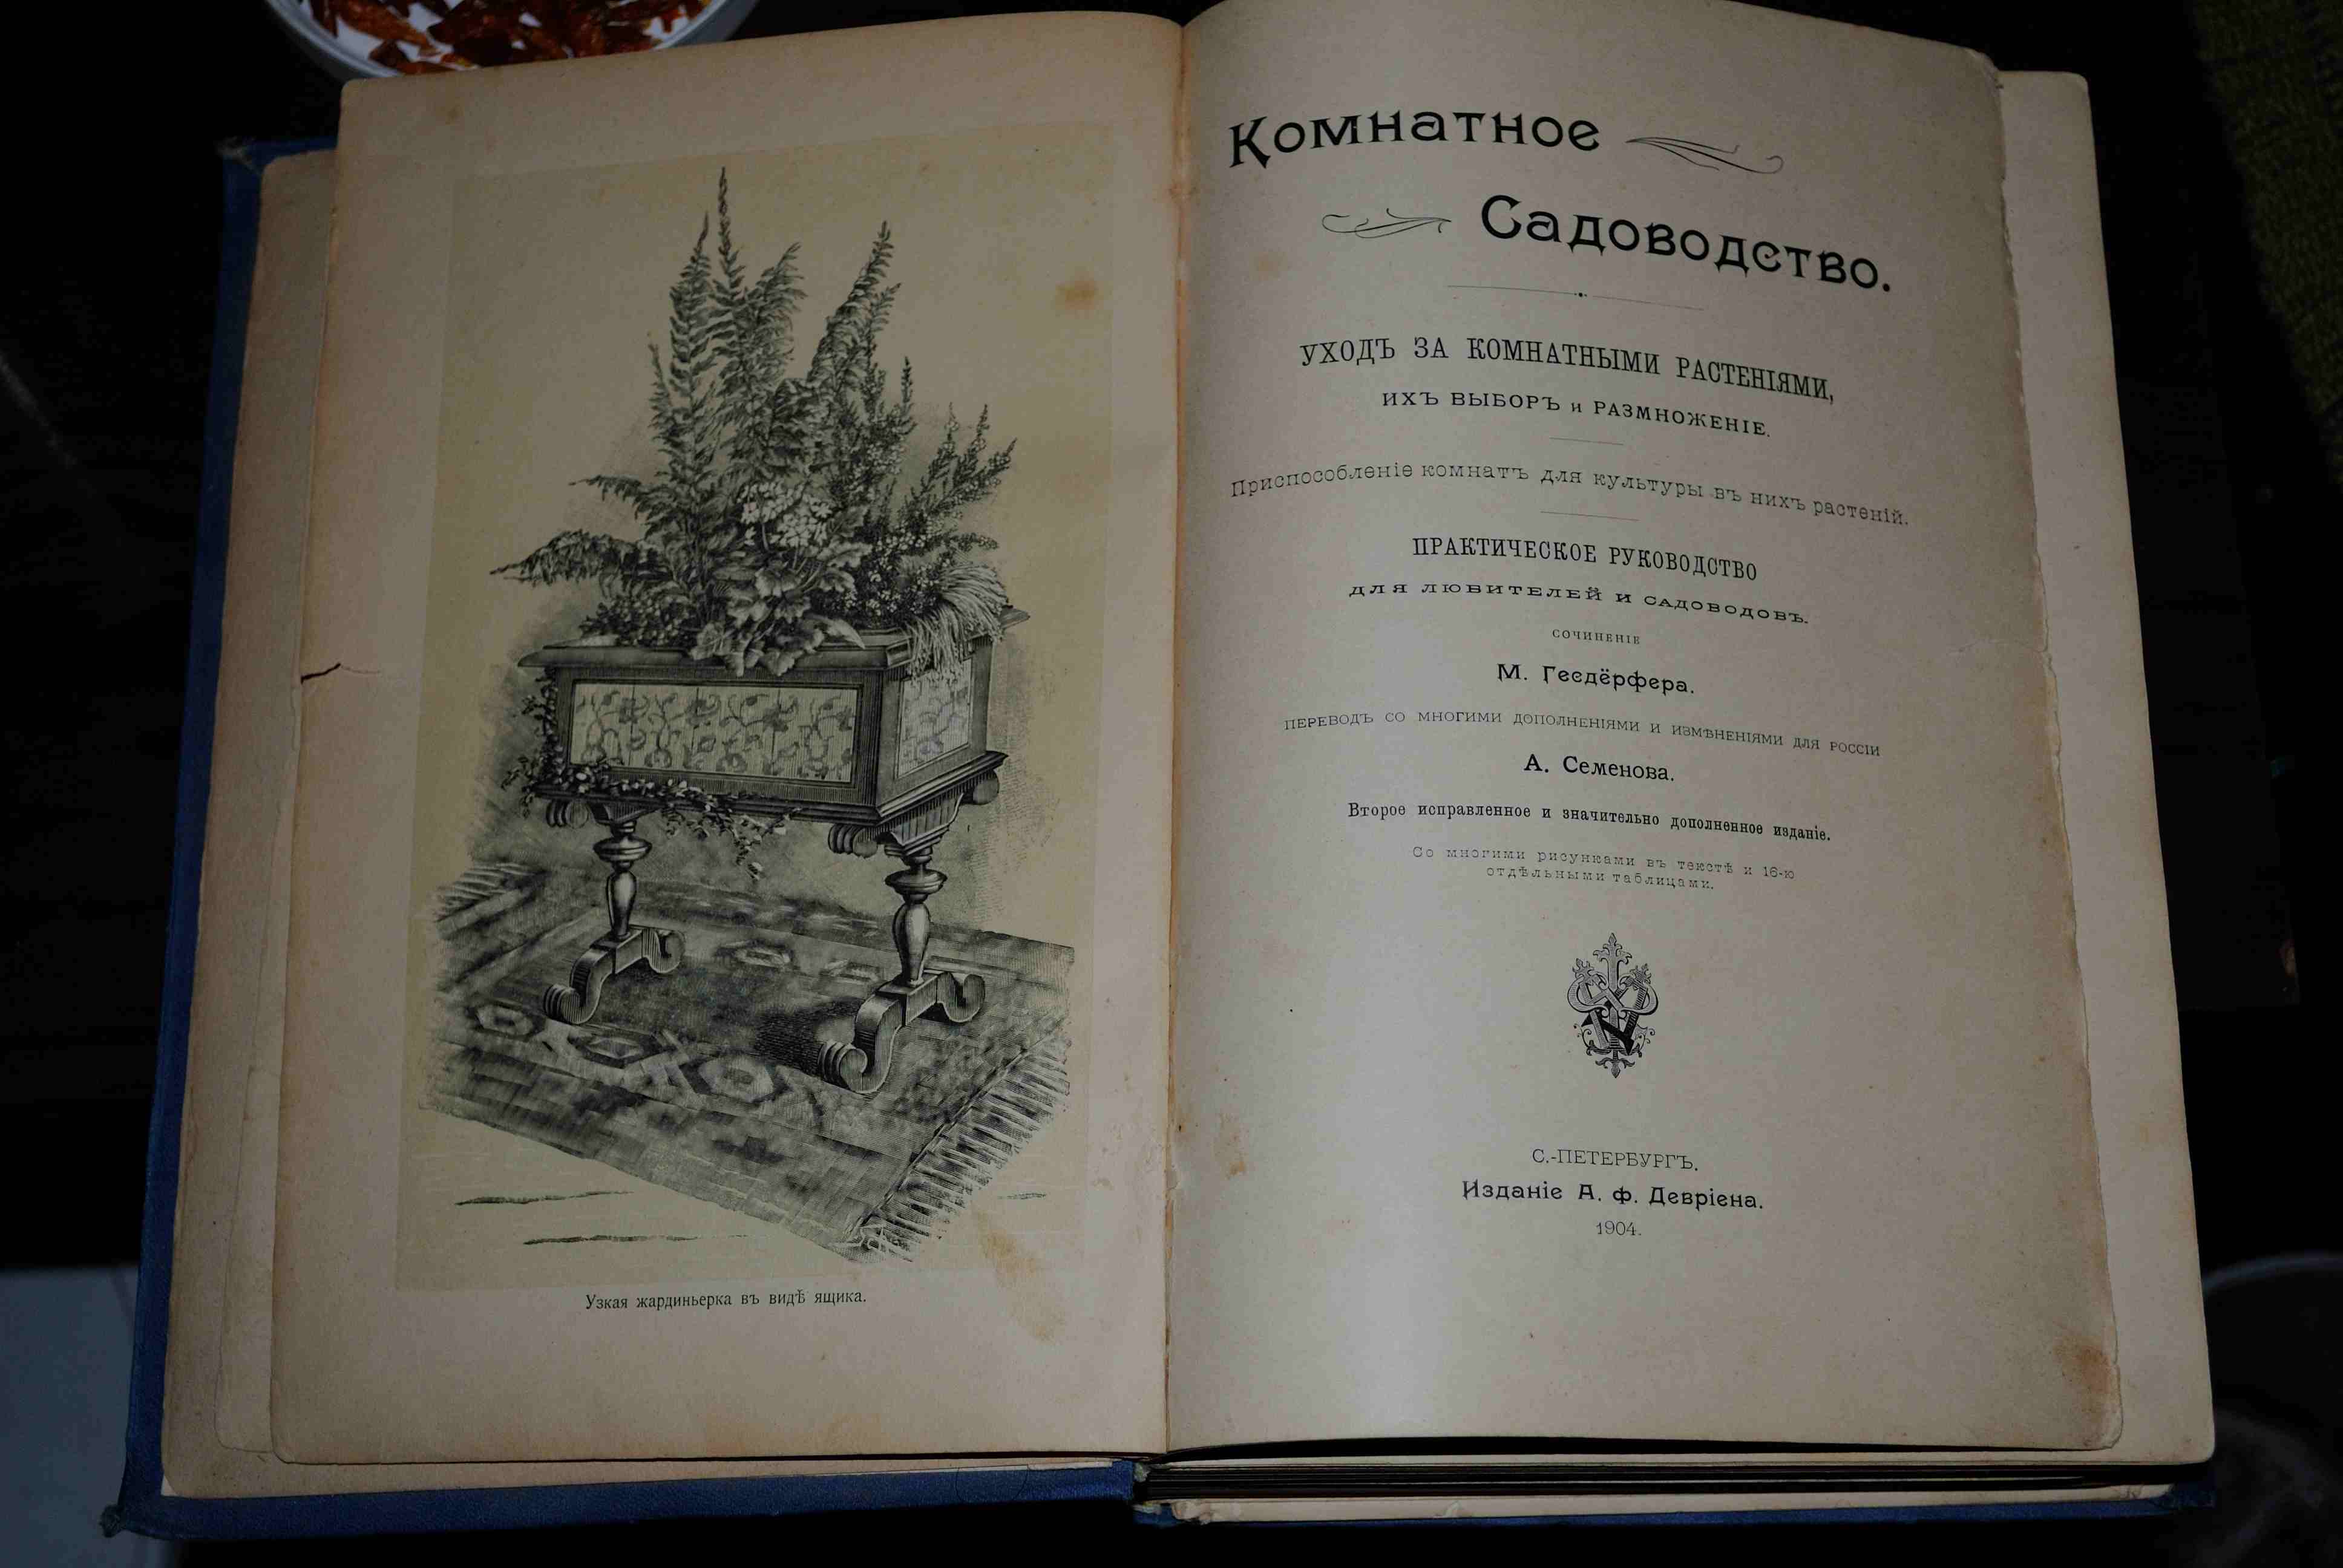 Узкая жардиньерка въ видѣ ящика.
Комнатное
Садоводство.
УХОДЪ ЗА КОМНАТНЫМИ РАСТЕНІЯМИ,
ИХЪ ВЫБОРЪ и РАЗМНОЖЕНІЕ.
Приспособленіе комнатъ для культуры въ нихъ растеній.
ПРАКТИЧЕСКОЕ РУКОВОДСТВО
ДЛЯ ЛЮБИТЕЛЕЙ И САДОВОДОВЪ.
СОЧИНЕНІЕ
М. Гесдёрфера.
ПЕРЕВОДЪ СО МНОГИМИ ДОПОЛНЕНІЯМИ И ИЗМѢНЕНІЯМИ ДЛЯ РОССІИ
А. Семенова.
Второе исправленное и значительно дополненное изданіе.
Со многими рисунками въ текстѣ и 16-ю
отдѣльными таблицами.
С.-ПЕТЕРБУРГЪ.
Изданіе А. Ф. Девріена.
1904.